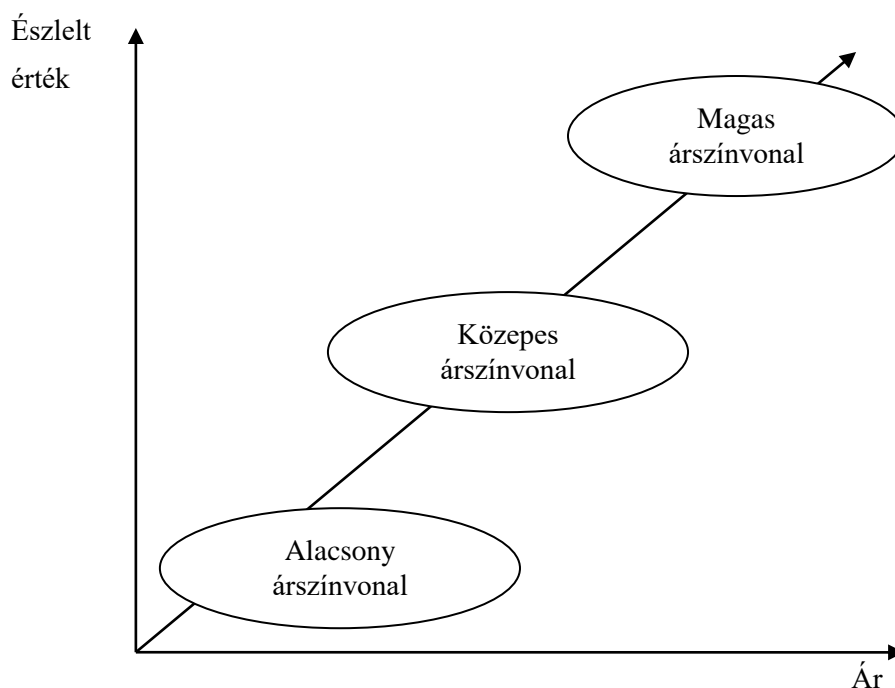 Észlelt
érték
Magas
árszínvonal
Közepes
árszínvonal
Alacsony
árszínvonal
Ár